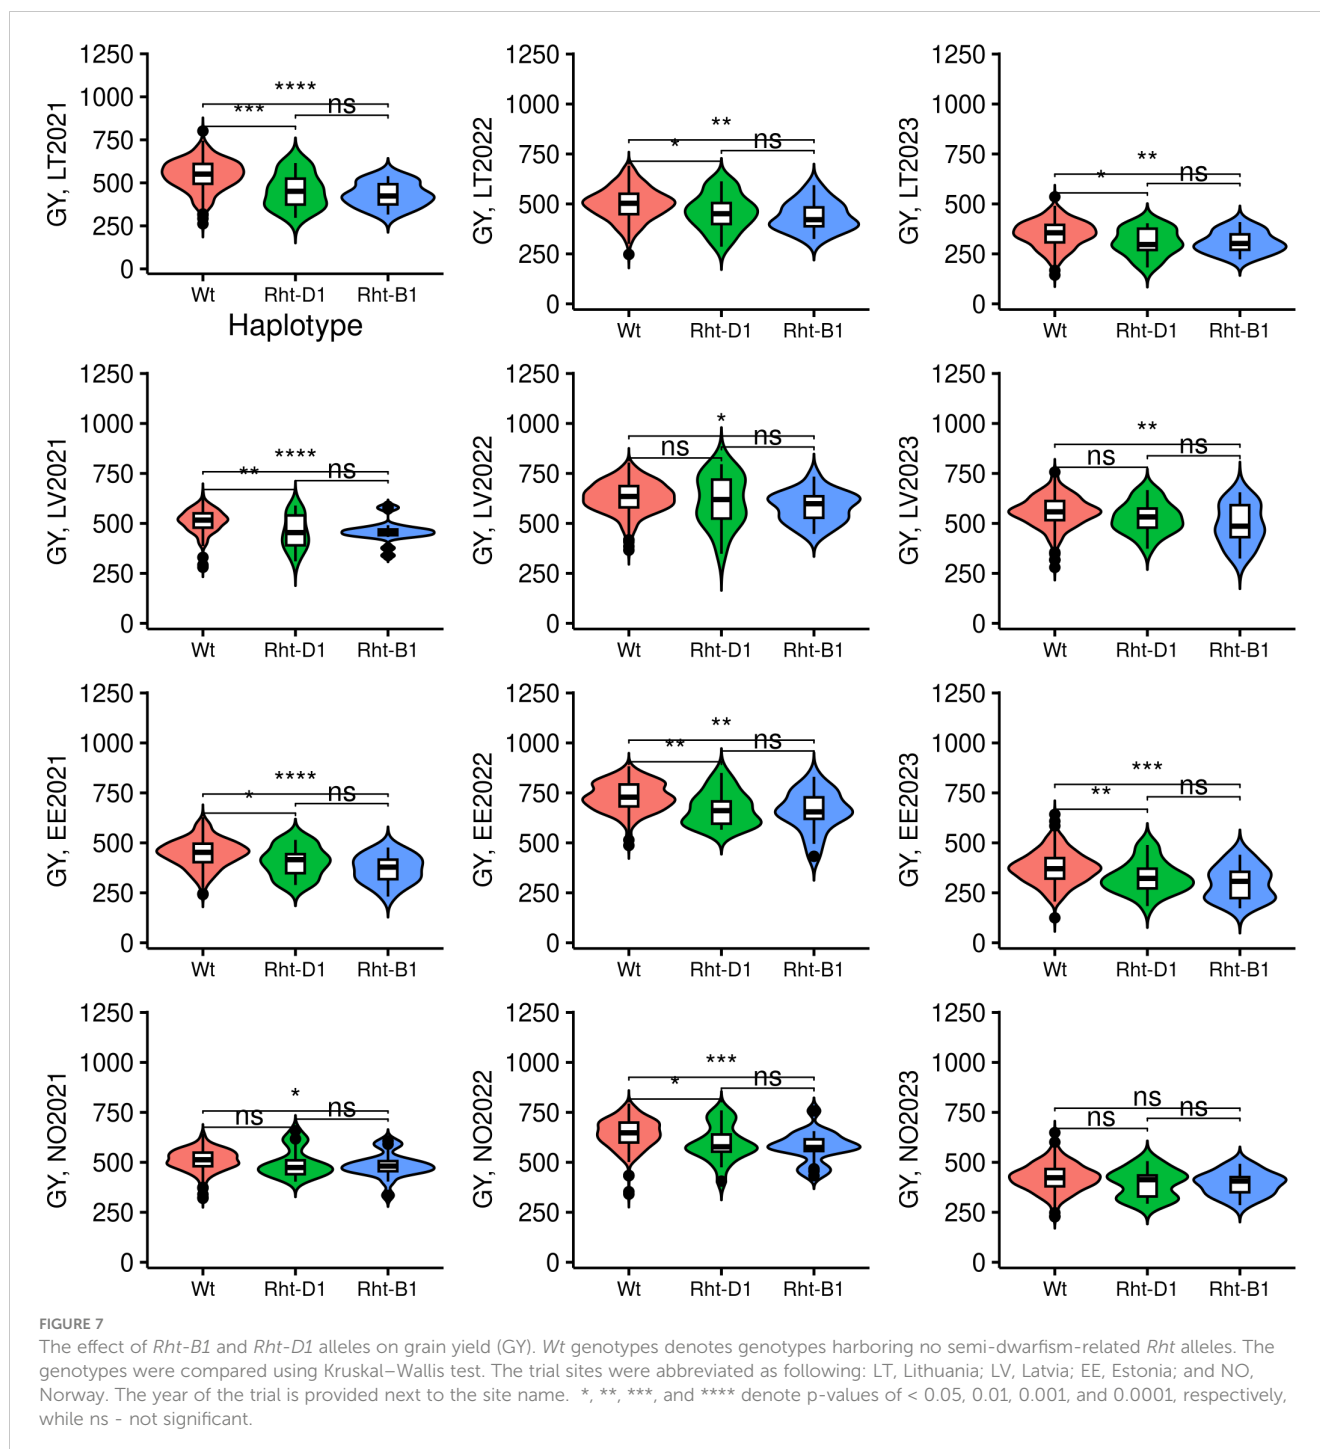 1250
1000
750
500
250
0
GY, LT2021
****
***
ns
Wt
Rht-D1
Rht-B1
Haplotype
1250
1000
750
500
250
0
GY, LT2022
**
*
ns
Wt
Rht-D1
Rht-B1
1250
1000
750
500
250
0
GY, LT2023
**
*
ns
Wt
Rht-D1
Rht-B1
1250
1000
750
500
250
0
GY, LV2021
****
**
ns
Wt
Rht-D1
Rht-B1
1250
1000
750
500
250
0
GY, LV2022
*
ns
ns
Wt
Rht-D1
Rht-B1
1250
1000
750
500
250
0
GY, LV2023
**
ns
ns
Wt
Rht-D1
Rht-B1
1250
1000
750
500
250
0
GY, EE2021
****
*
ns
Wt
Rht-D1
Rht-B1
1250
1000
750
500
250
0
GY, EE2022
**
**
ns
Wt
Rht-D1
Rht-B1
1250
1000
750
500
250
0
GY, EE2023
***
**
ns
Wt
Rht-D1
Rht-B1
1250
1000
750
500
250
0
GY, NO2021
*
ns
ns
Wt
Rht-D1
Rht-B1
1250
1000
750
500
250
0
GY, NO2022
***
*
ns
Wt
Rht-D1
Rht-B1
1250
1000
750
500
250
0
GY, NO2023
ns
ns
ns
Wt
Rht-D1
Rht-B1
FIGURE 7
The effect of Rht-B1 and Rht-D1 alleles on grain yield (GY). Wt genotypes denotes genotypes harboring no semi-dwarfism-related Rht alleles. The
genotypes were compared using Kruskal–Wallis test. The trial sites were abbreviated as following: LT, Lithuania; LV, Latvia; EE, Estonia; and NO,
Norway. The year of the trial is provided next to the site name. *, **, ***, and **** denote p-values of < 0.05, 0.01, 0.001, and 0.0001, respectively,
while ns - not significant.